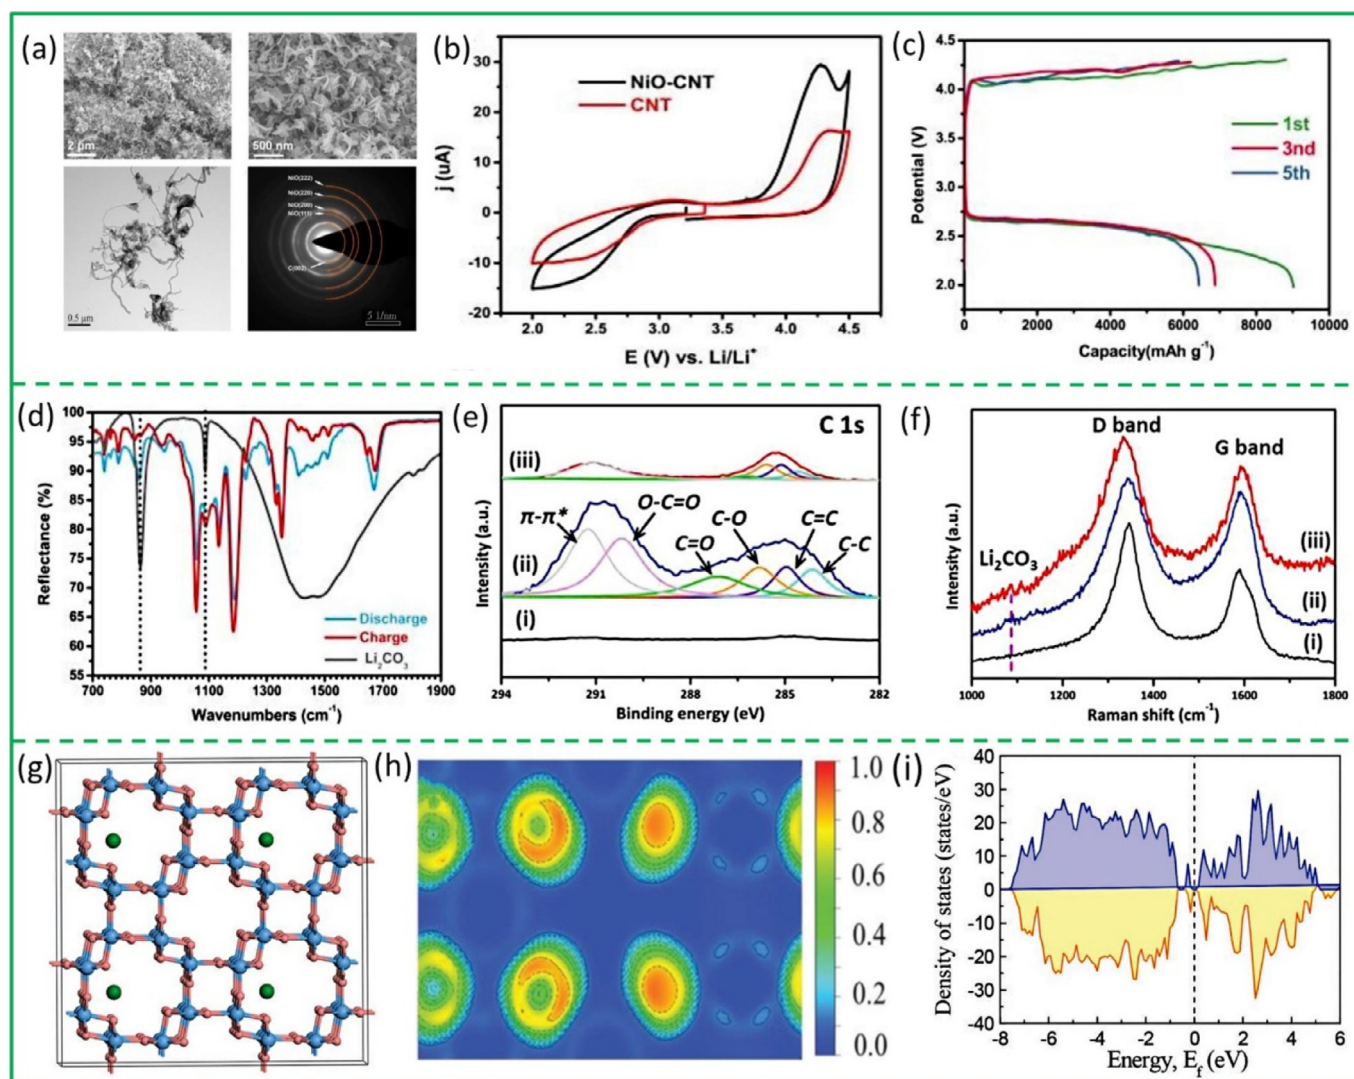 (a)
2 μm
500 nm
NiO(222)
NiO(220)
NiO(200)
NiO(111)
C(002)
0.5 μm
5 1/nm
(b)
NiO-CNT
CNT
30
20
10
0
-10
-20
j (uA)
2.0 2.5 3.0 3.5 4.0 4.5
E (V) vs. Li/Li⁺
(c)
4.5
4.0
3.5
3.0
2.5
2.0
Potential (V)
1st
3nd
5th
0 2000 4000 6000 8000 10000
Capacity(mAh g⁻¹)
(d)
100
95
90
85
80
75
70
65
60
55
Reflectance (%)
Discharge
Charge
Li₂CO₃
700 900 1100 1300 1500 1700 1900
Wavenumbers (cm⁻¹)
(e)
C 1s
(iii)
π-π*
O-C=O
C=O
C-O
C=C
C-C
(ii)
(i)
Intensity (a.u.)
294 291 288 285 282
Binding energy (eV)
(f)
D band
G band
Li₂CO₃
(iii)
(ii)
(i)
Intensity (a.u.)
1000 1200 1400 1600 1800
Raman shift (cm⁻¹)
(g)
(h)
1.0
0.8
0.6
0.4
0.2
0.0
(i)
40
30
20
10
0
-10
-20
-30
-40
Density of states (states/eV)
-8 -6 -4 -2 0 2 4 6
Energy, E_f (eV)